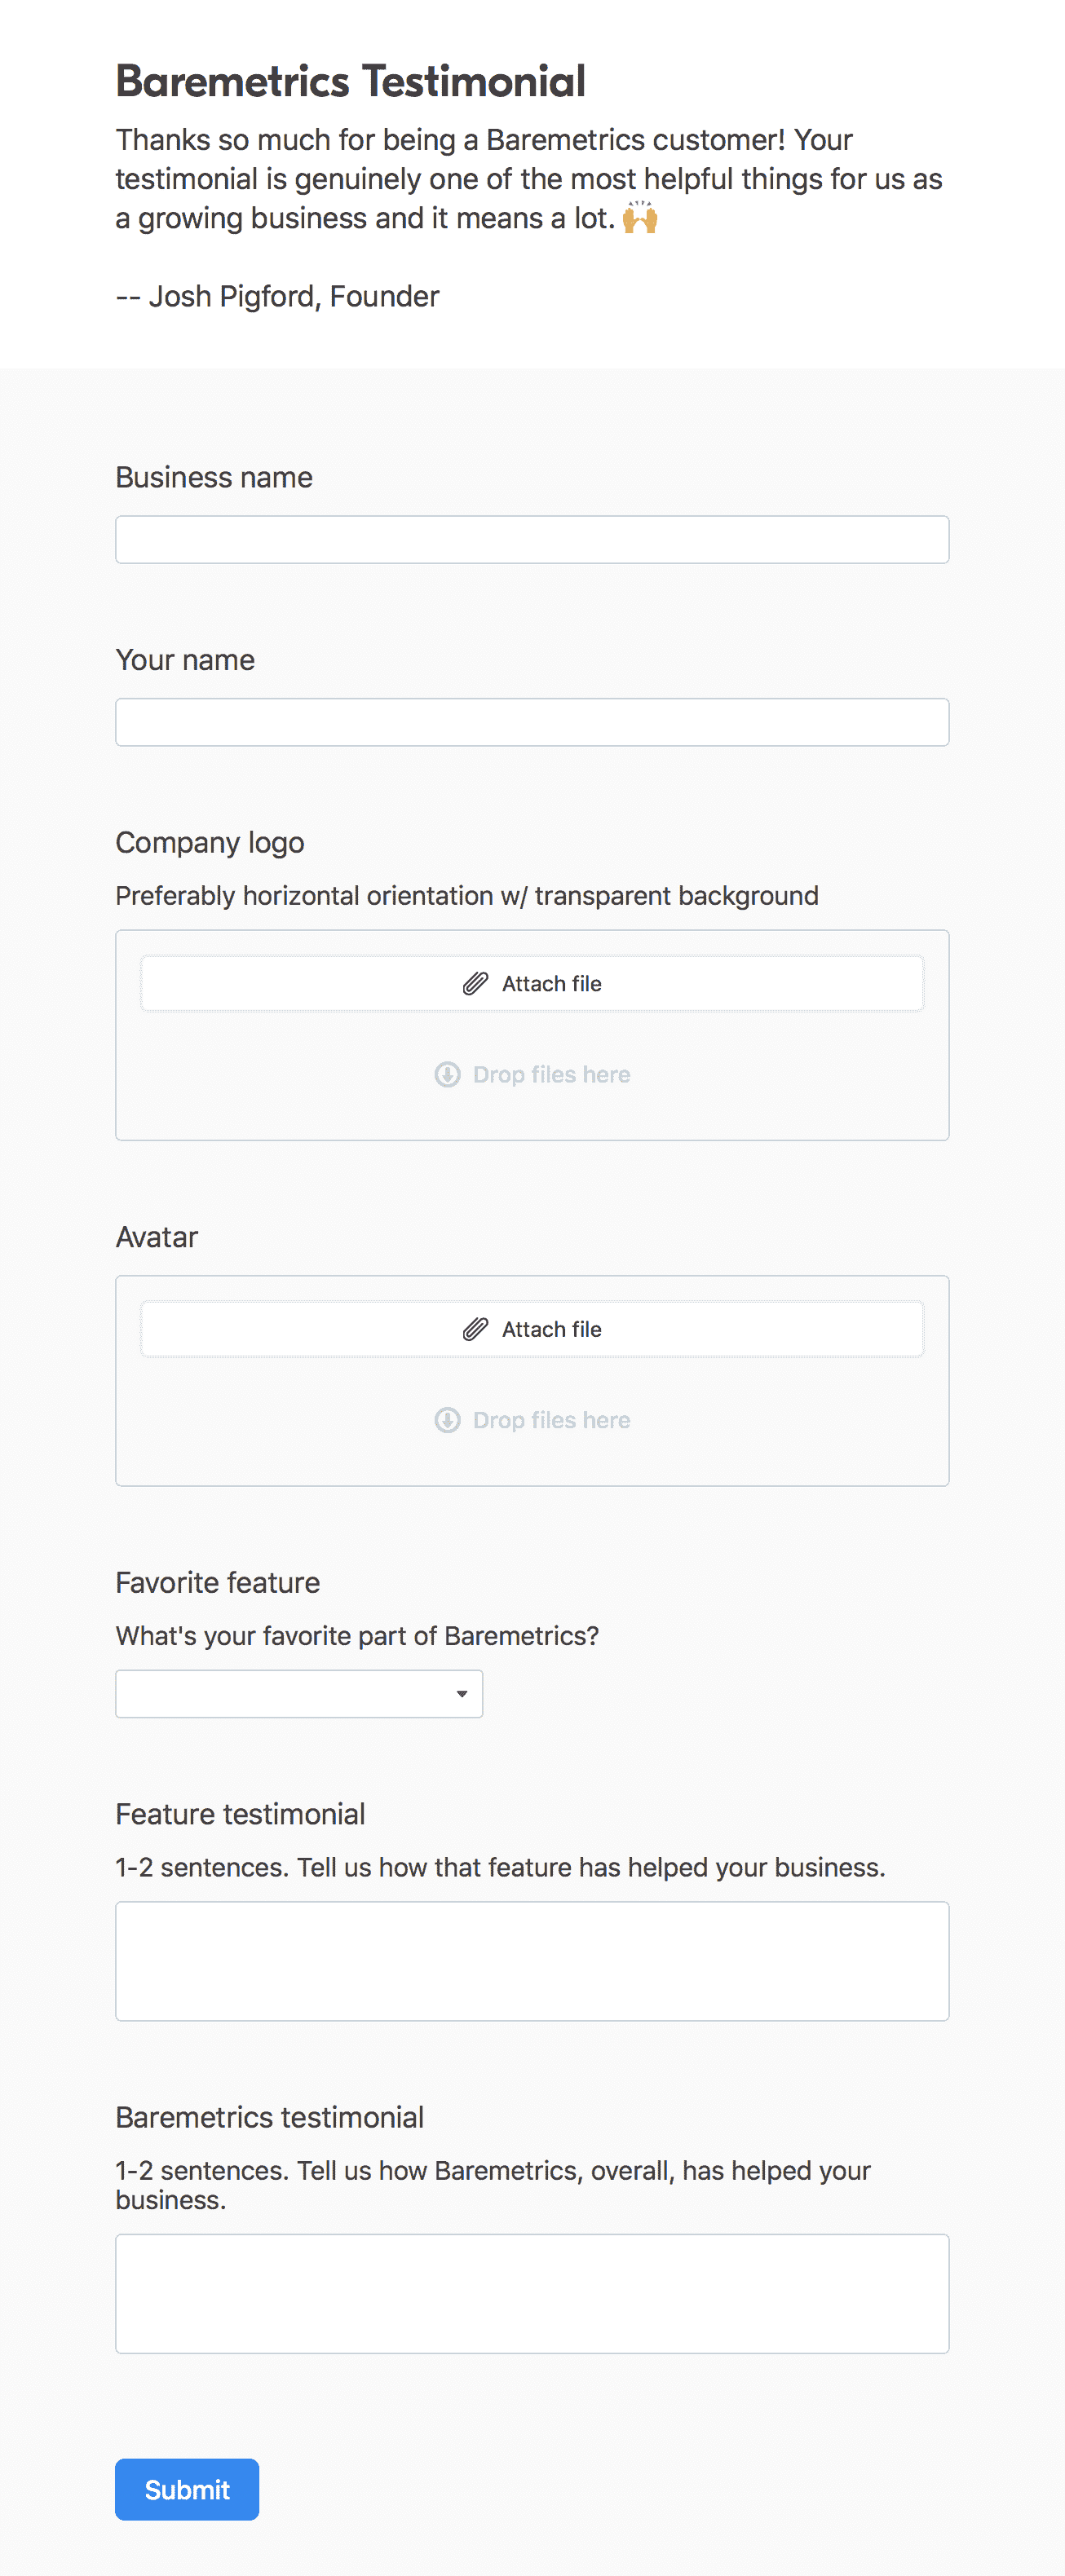 Baremetrics Testimonial
Thanks so much for being a Baremetrics customer! Your
testimonial is genuinely one of the most helpful things for us as
a growing business and it means a lot. 🙌
-- Josh Pigford, Founder
Business name
Your name
Company logo
Preferably horizontal orientation w/ transparent background
Attach file
Drop files here
Avatar
Attach file
Drop files here
Favorite feature
What's your favorite part of Baremetrics?
Feature testimonial
1-2 sentences. Tell us how that feature has helped your business.
Baremetrics testimonial
1-2 sentences. Tell us how Baremetrics, overall, has helped your
business.
Submit